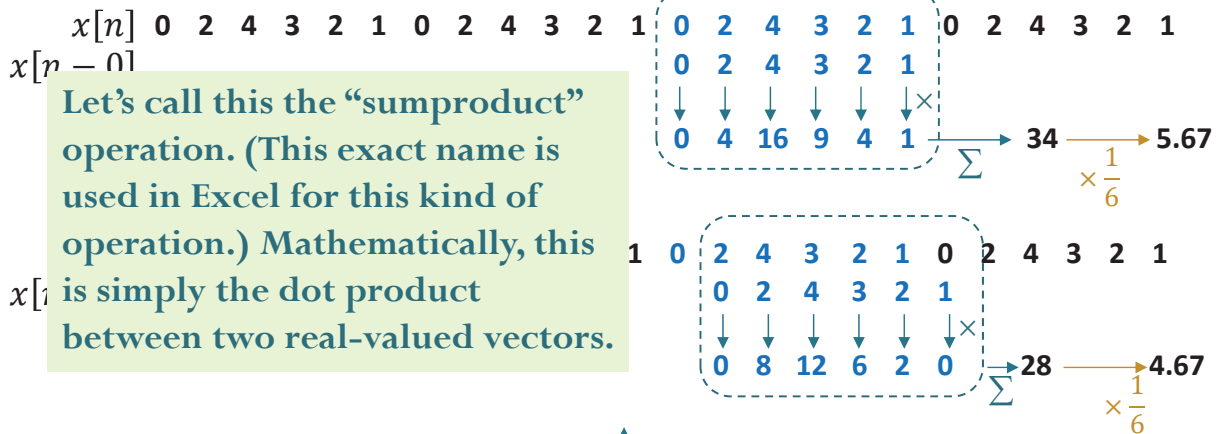 x[n] 0 2 4 3 2 1 0 2 4 3 2 1 0 2 4 3 2 1 0 2 4 3 2 1
x[n − 0] 0 2 4 3 2 1
×
0 4 16 9 4 1 ∑ 34 × 1/6 5.67
Let's call this the “sumproduct”
operation. (This exact name is
used in Excel for this kind of
operation.) Mathematically, this
is simply the dot product
between two real-valued vectors.
1 0 2 4 3 2 1 0 2 4 3 2 1
x[ 0 2 4 3 2 1
×
0 8 12 6 2 0 ∑ 28 × 1/6 4.67